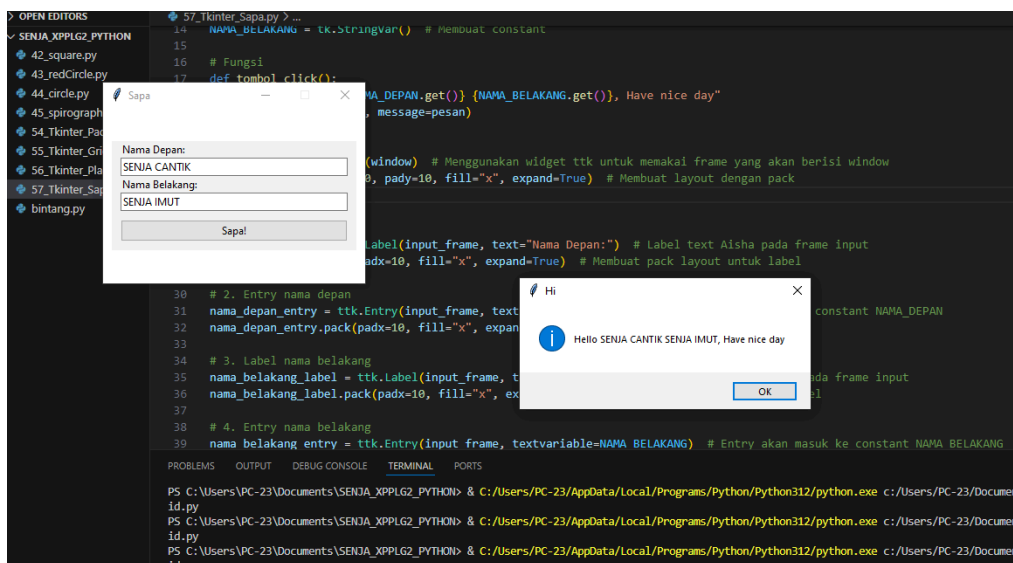 OPEN EDITORS
SENJA_XPPLG2_PYTHON
42_square.py
43_redCircle.py
44_circle.py
45_spirograph
54_Tkinter_Pac
55_Tkinter_Gri
56_Tkinter_Pla
57_Tkinter_Sap
bintang.py
57_Tkinter_Sapa.py > ...
14 NAMA_BELAKANG = tk.StringVar() # Membuat constant
15
16 # Fungsi
17 def tombol_click():
MA_DEPAN.get()} {NAMA_BELAKANG.get()}, Have nice day"
, message=pesan)
(window) # Menggunakan widget ttk untuk memakai frame yang akan berisi window
0, pady=10, fill="x", expand=True) # Membuat layout dengan pack
Label(input_frame, text="Nama Depan:") # Label text Aisha pada frame input
adx=10, fill="x", expand=True) # Membuat pack layout untuk label
30 # 2. Entry nama depan
31 nama_depan_entry = ttk.Entry(input_frame, text constant NAMA_DEPAN
32 nama_depan_entry.pack(padx=10, fill="x", expan
33
34 # 3. Label nama belakang
35 nama_belakang_label = ttk.Label(input_frame, t ada frame input
36 nama_belakang_label.pack(padx=10, fill="x", ex el
37
38 # 4. Entry nama belakang
39 nama_belakang_entry = ttk.Entry(input_frame, textvariable=NAMA_BELAKANG) # Entry akan masuk ke constant NAMA_BELAKANG
Sapa
Nama Depan:
SENJA CANTIK
Nama Belakang:
SENJA IMUT
Sapa!
Hi
Hello SENJA CANTIK SENJA IMUT, Have nice day
OK
PROBLEMS OUTPUT DEBUG CONSOLE TERMINAL PORTS
PS C:\Users\PC-23\Documents\SENJA_XPPLG2_PYTHON> & C:/Users/PC-23/AppData/Local/Programs/Python/Python312/python.exe c:/Users/PC-23/Docume
id.py
PS C:\Users\PC-23\Documents\SENJA_XPPLG2_PYTHON> & C:/Users/PC-23/AppData/Local/Programs/Python/Python312/python.exe c:/Users/PC-23/Docume
id.py
PS C:\Users\PC-23\Documents\SENJA_XPPLG2_PYTHON> & C:/Users/PC-23/AppData/Local/Programs/Python/Python312/python.exe c:/Users/PC-23/Docume